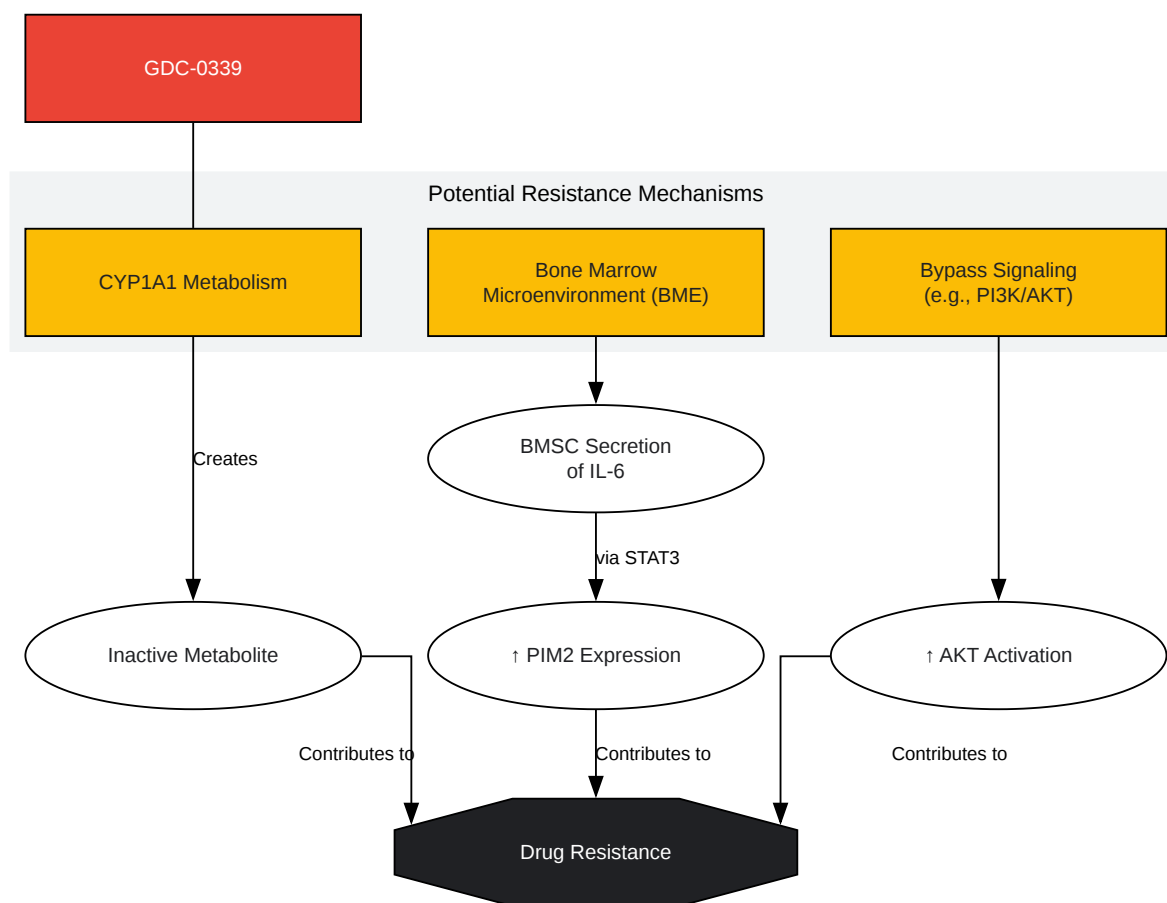 GDC-0339
Potential Resistance Mechanisms
CYP1A1 Metabolism
Bone Marrow
Microenvironment (BME)
Bypass Signaling
(e.g., PI3K/AKT)
Creates
BMSC Secretion
of IL-6
via STAT3
Inactive Metabolite
↑ PIM2 Expression
↑ AKT Activation
Contributes to
Contributes to
Contributes to
Drug Resistance